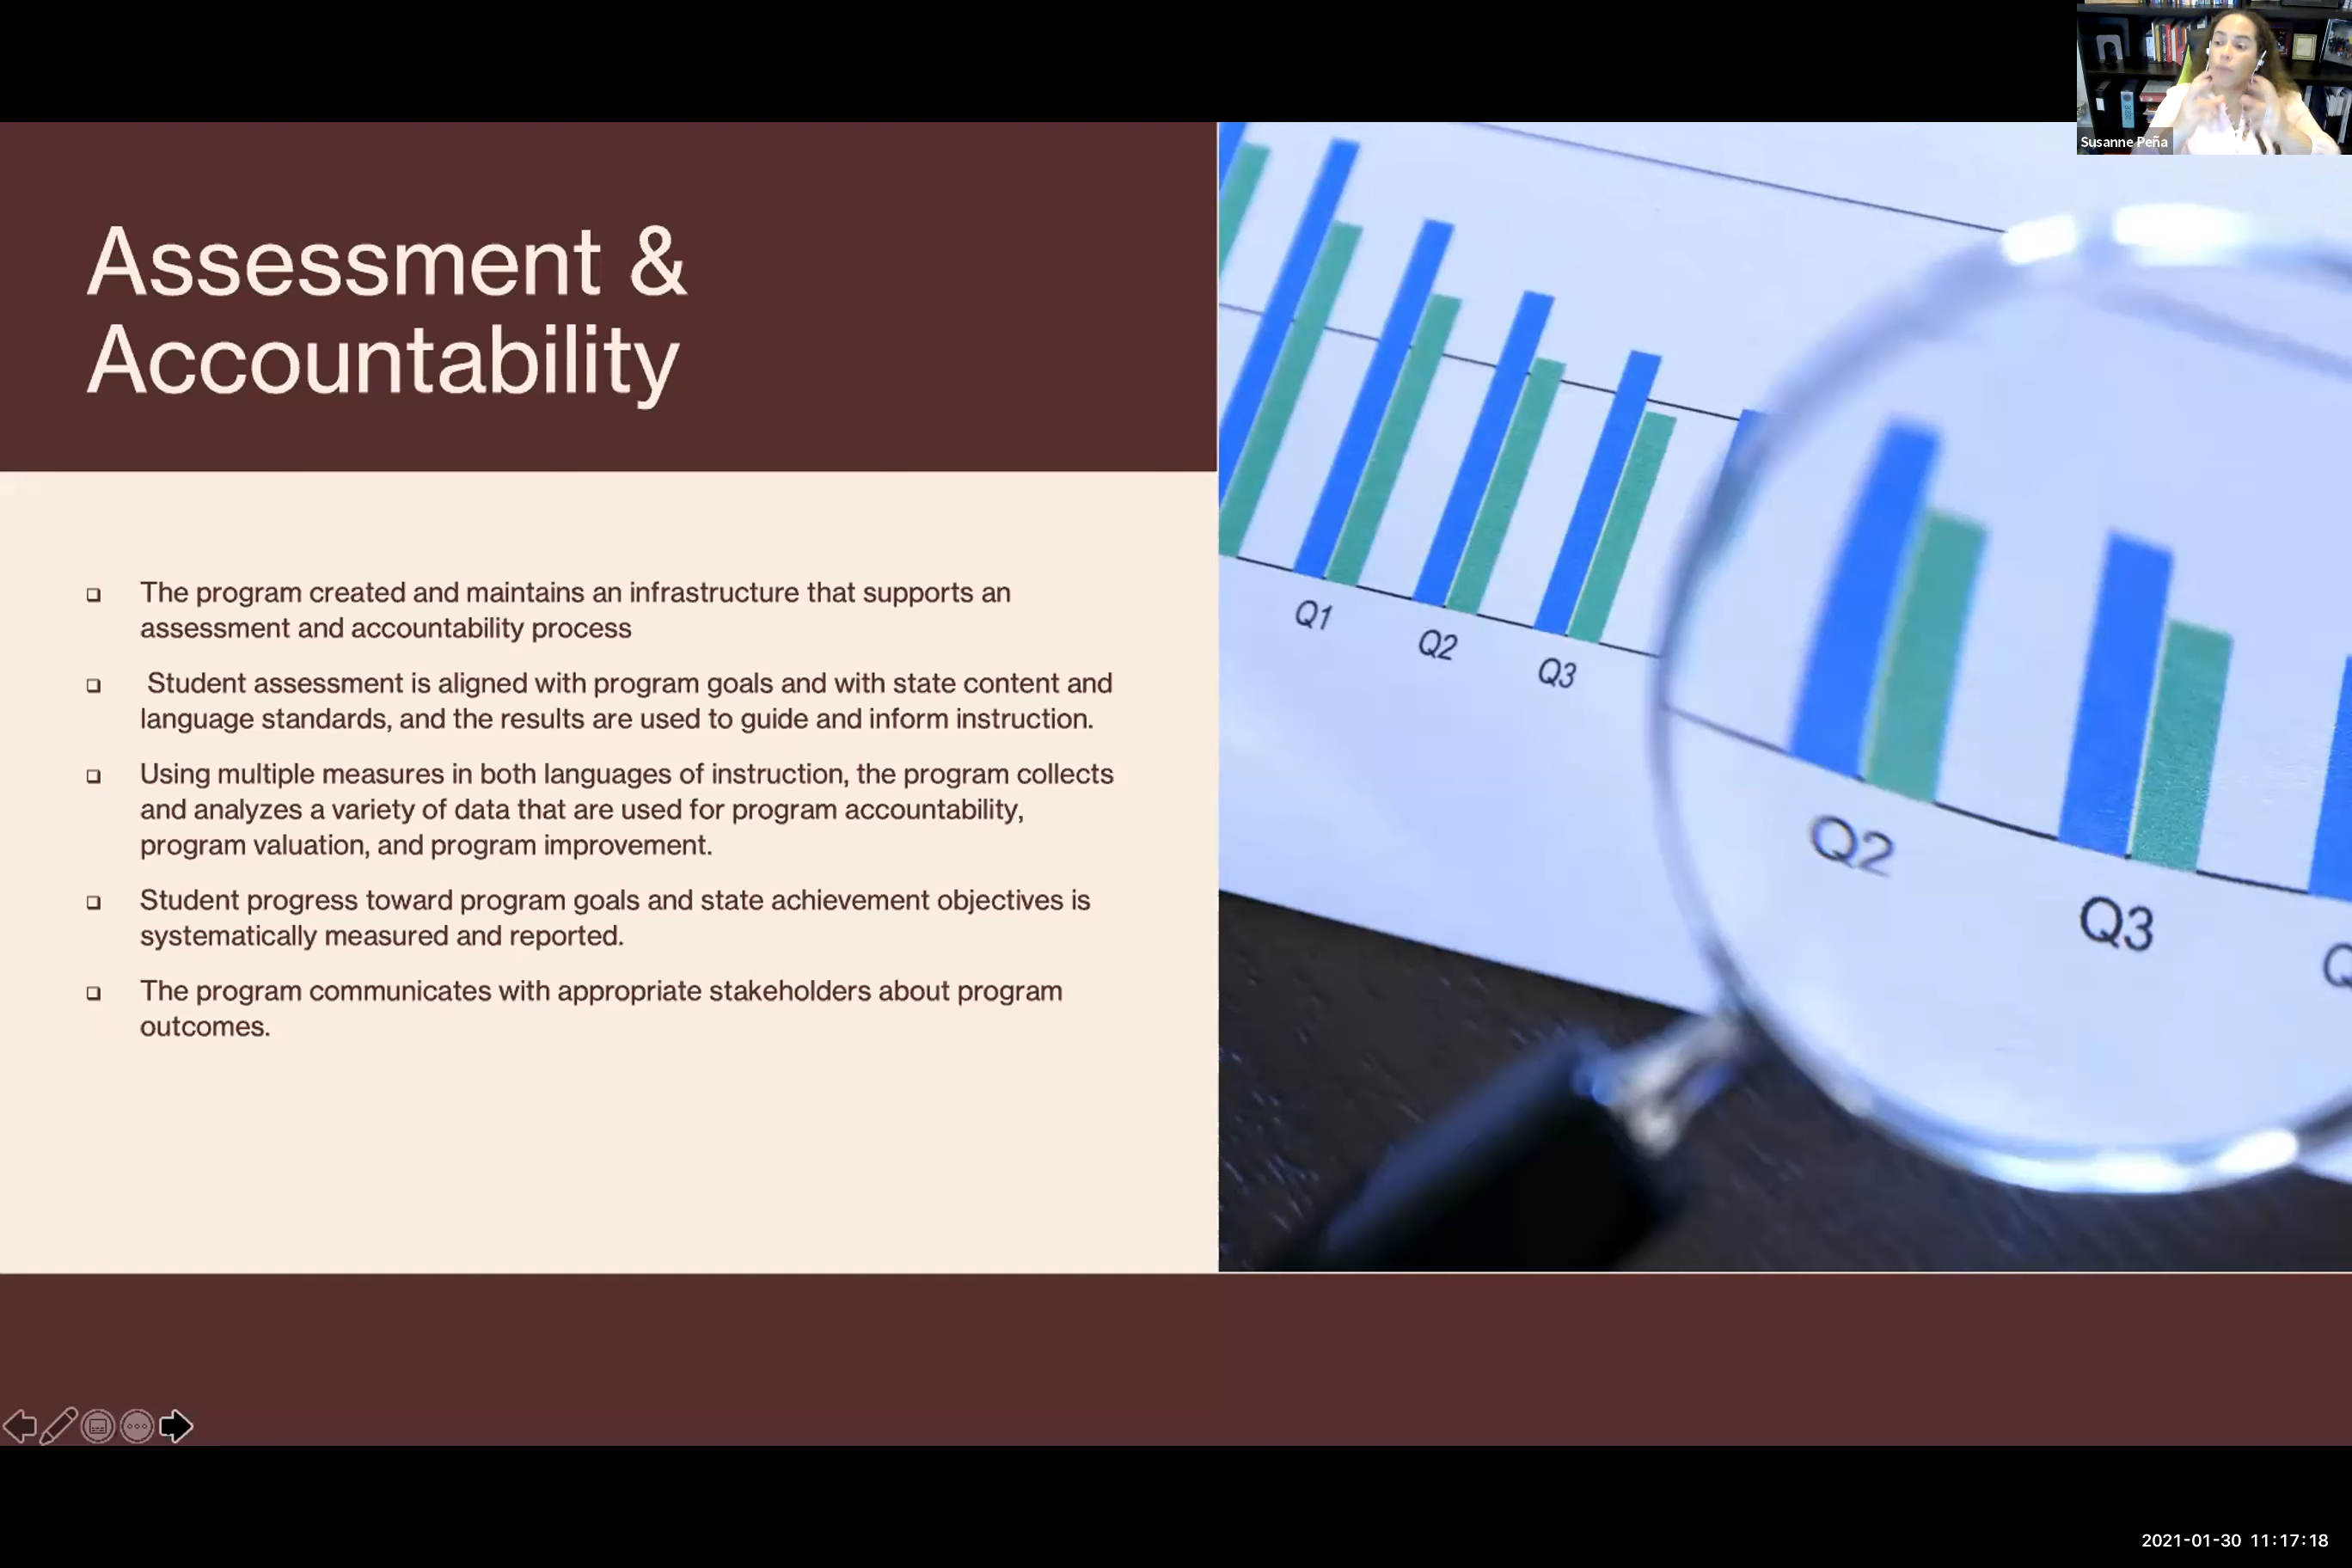 Susanne Peña
Assessment &
Accountability
The program created and maintains an infrastructure that supports an
assessment and accountability process
Student assessment is aligned with program goals and with state content and
language standards, and the results are used to guide and inform instruction.
Using multiple measures in both languages of instruction, the program collects
and analyzes a variety of data that are used for program accountability,
program valuation, and program improvement.
Student progress toward program goals and state achievement objectives is
systematically measured and reported.
The program communicates with appropriate stakeholders about program
outcomes.
Q1
Q2
Q3
Q2
Q3
Q
2021-01-30 11:17:18